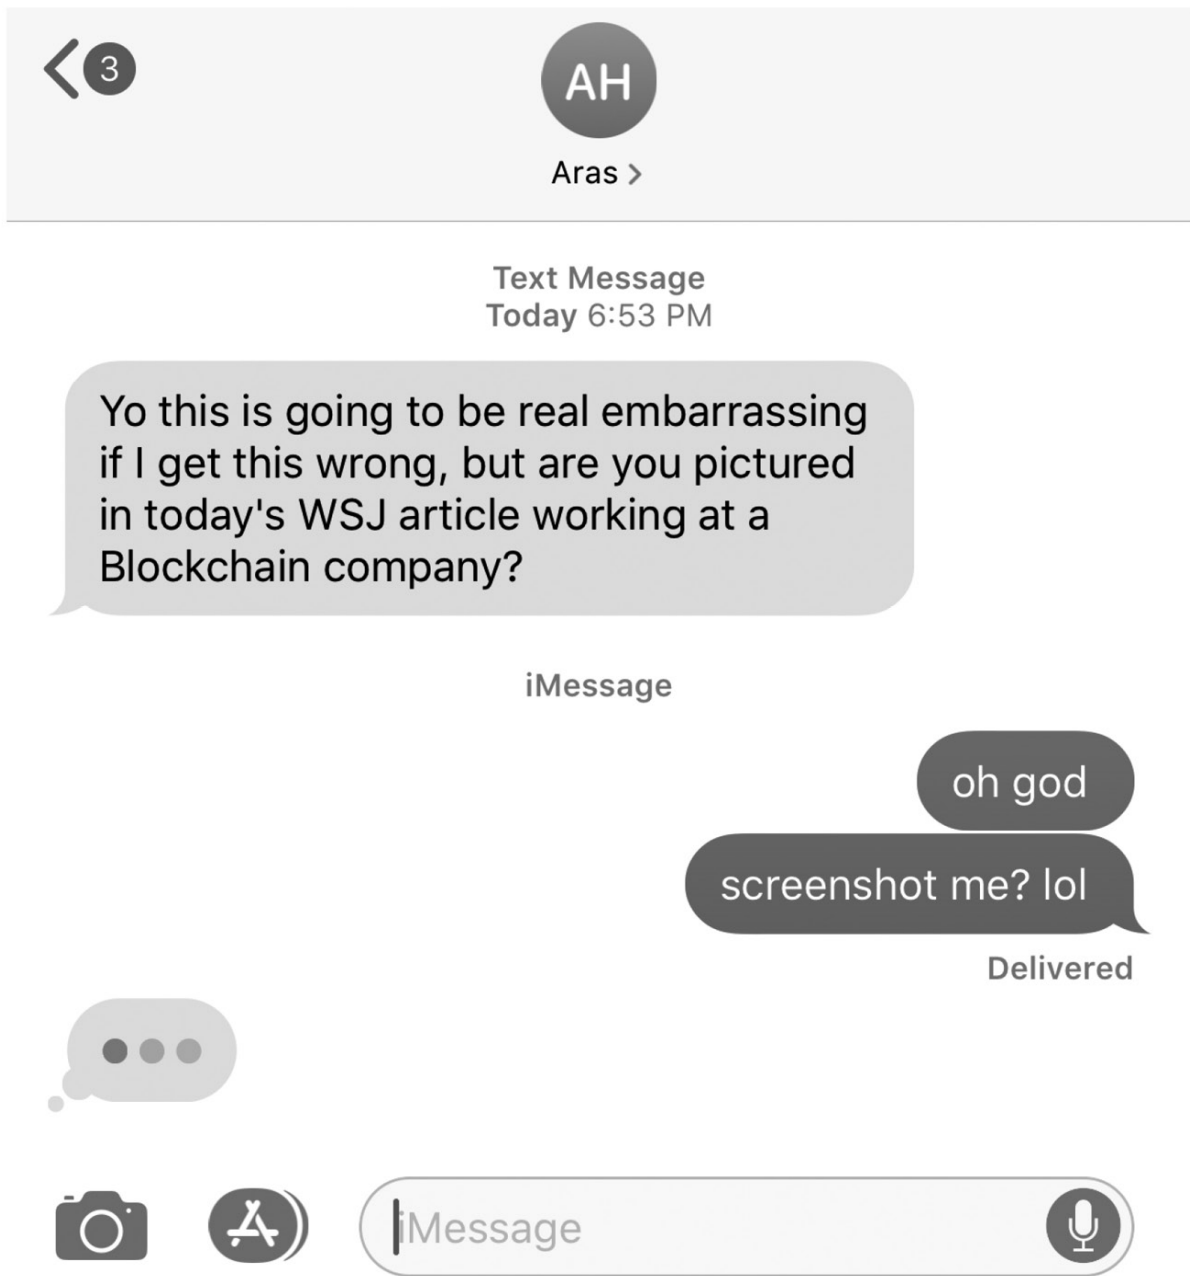 3
AH
Aras >
Text Message
Today 6:53 PM
Yo this is going to be real embarrassing
if I get this wrong, but are you pictured
in today's WSJ article working at a
Blockchain company?
iMessage
oh god
screenshot me? lol
Delivered
iMessage